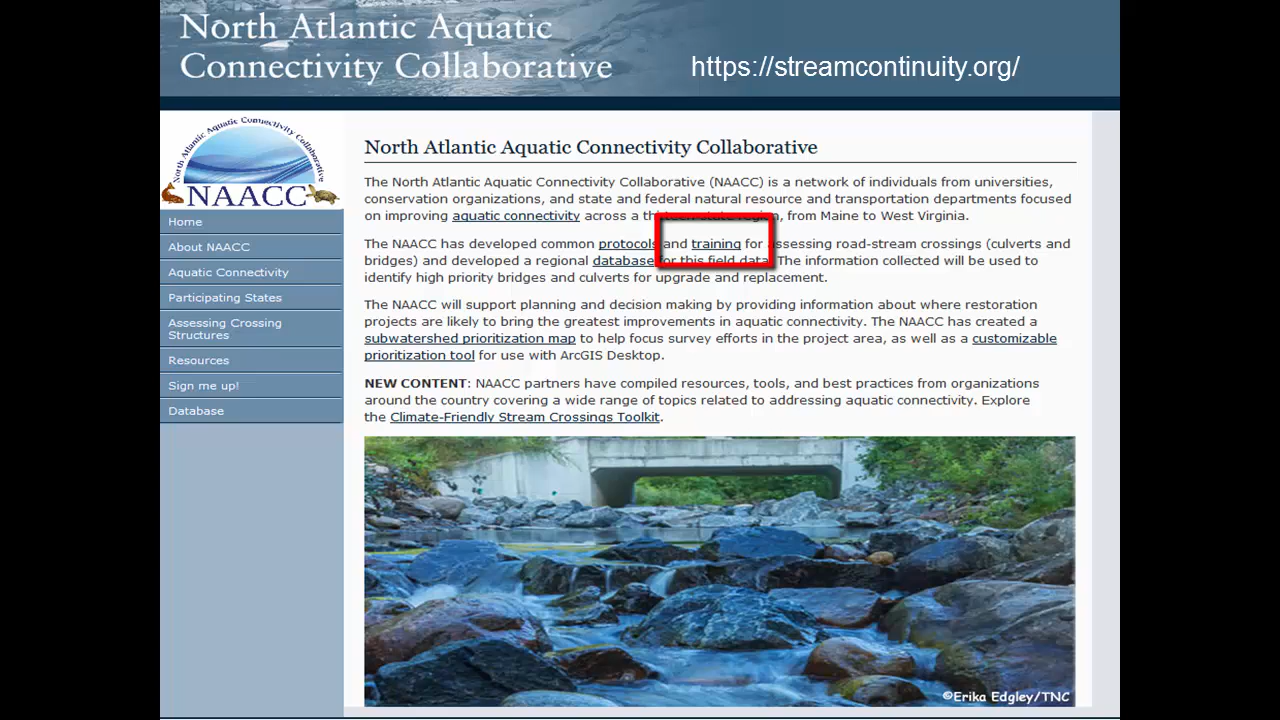 North Atlantic Aquatic
Connectivity Collaborative
https://streamcontinuity.org/
North Atlantic Aquatic Connectivity Collaborative
NAACC
Home
About NAACC
Aquatic Connectivity
Participating States
Assessing Crossing
Structures
Resources
Sign me up!
Database
North Atlantic Aquatic Connectivity Collaborative
The North Atlantic Aquatic Connectivity Collaborative (NAACC) is a network of individuals from universities,
conservation organizations, and state and federal natural resource and transportation departments focused
on improving aquatic connectivity across a thirteen-state region, from Maine to West Virginia.
The NAACC has developed common protocols and training for assessing road-stream crossings (culverts and
bridges) and developed a regional database for this field data. The information collected will be used to
identify high priority bridges and culverts for upgrade and replacement.
The NAACC will support planning and decision making by providing information about where restoration
projects are likely to bring the greatest improvements in aquatic connectivity. The NAACC has created a
subwatershed prioritization map to help focus survey efforts in the project area, as well as a customizable
prioritization tool for use with ArcGIS Desktop.
NEW CONTENT: NAACC partners have compiled resources, tools, and best practices from organizations
around the country covering a wide range of topics related to addressing aquatic connectivity. Explore
the Climate-Friendly Stream Crossings Toolkit.
©Erika Edgley/TNC